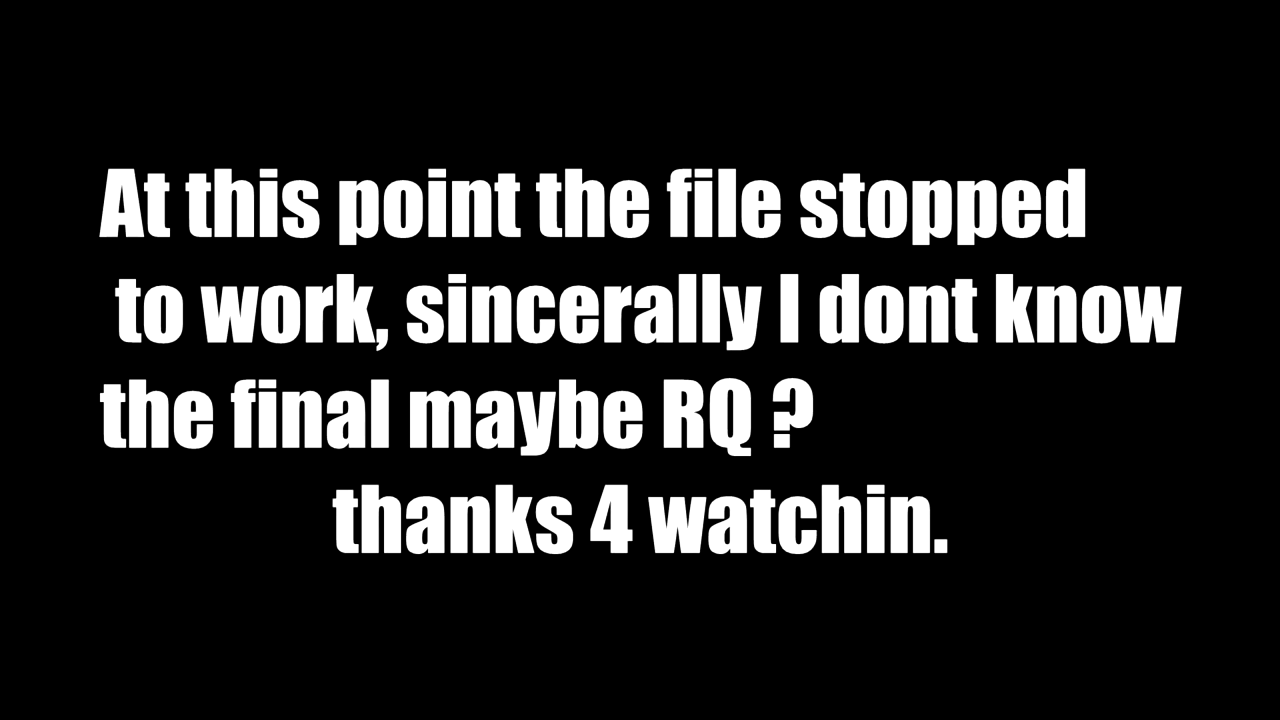 At this point the file stopped
to work, sincerally I dont know
the final maybe RQ ?
thanks 4 watchin.